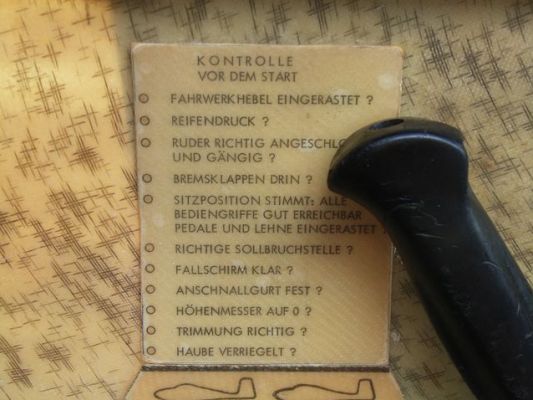 KONTROLLE
VOR DEM START
FAHRWERKHEBEL EINGERASTET ?
REIFENDRUCK ?
RUDER RICHTIG
UND GÄNGIG ?
BREMSKLAPPEN DRIN ?
SITZPOSITION STIMMT: ALLE
BEDIENGRIFFE GUT ERREICHBAR
PEDALE UND LEHNE EINGERASTET ?
RICHTIGE SOLLBRUCHSTELLE ?
FALLSCHIRM KLAR ?
ANSCHNALLGURT FEST ?
HÖHENMESSER AUF 0 ?
TRIMMUNG RICHTIG ?
HAUBE VERRIEGELT ?